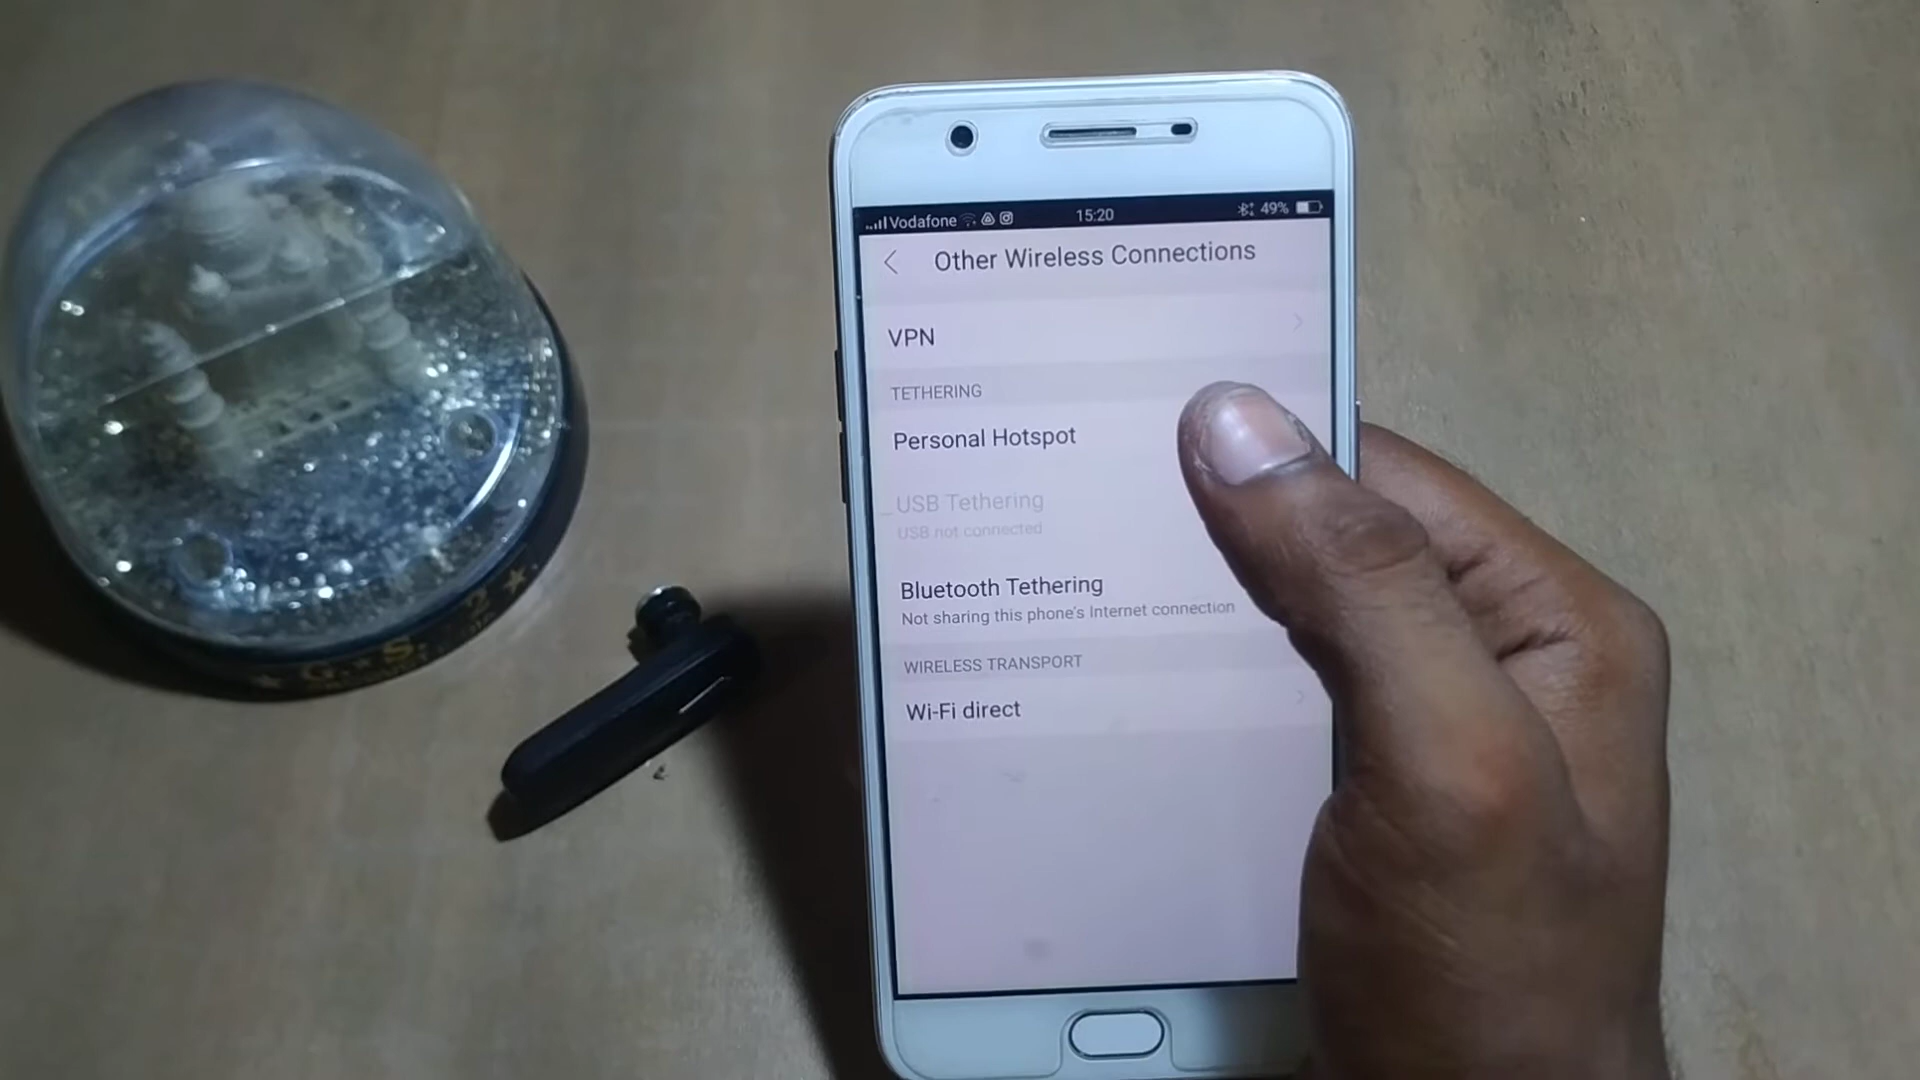 Vodafone 15:20 49%
Other Wireless Connections
VPN
TETHERING
Personal Hotspot
USB Tethering
USB not connected
Bluetooth Tethering
Not sharing this phone's Internet connection
WIRELESS TRANSPORT
Wi-Fi direct
G.S. 2